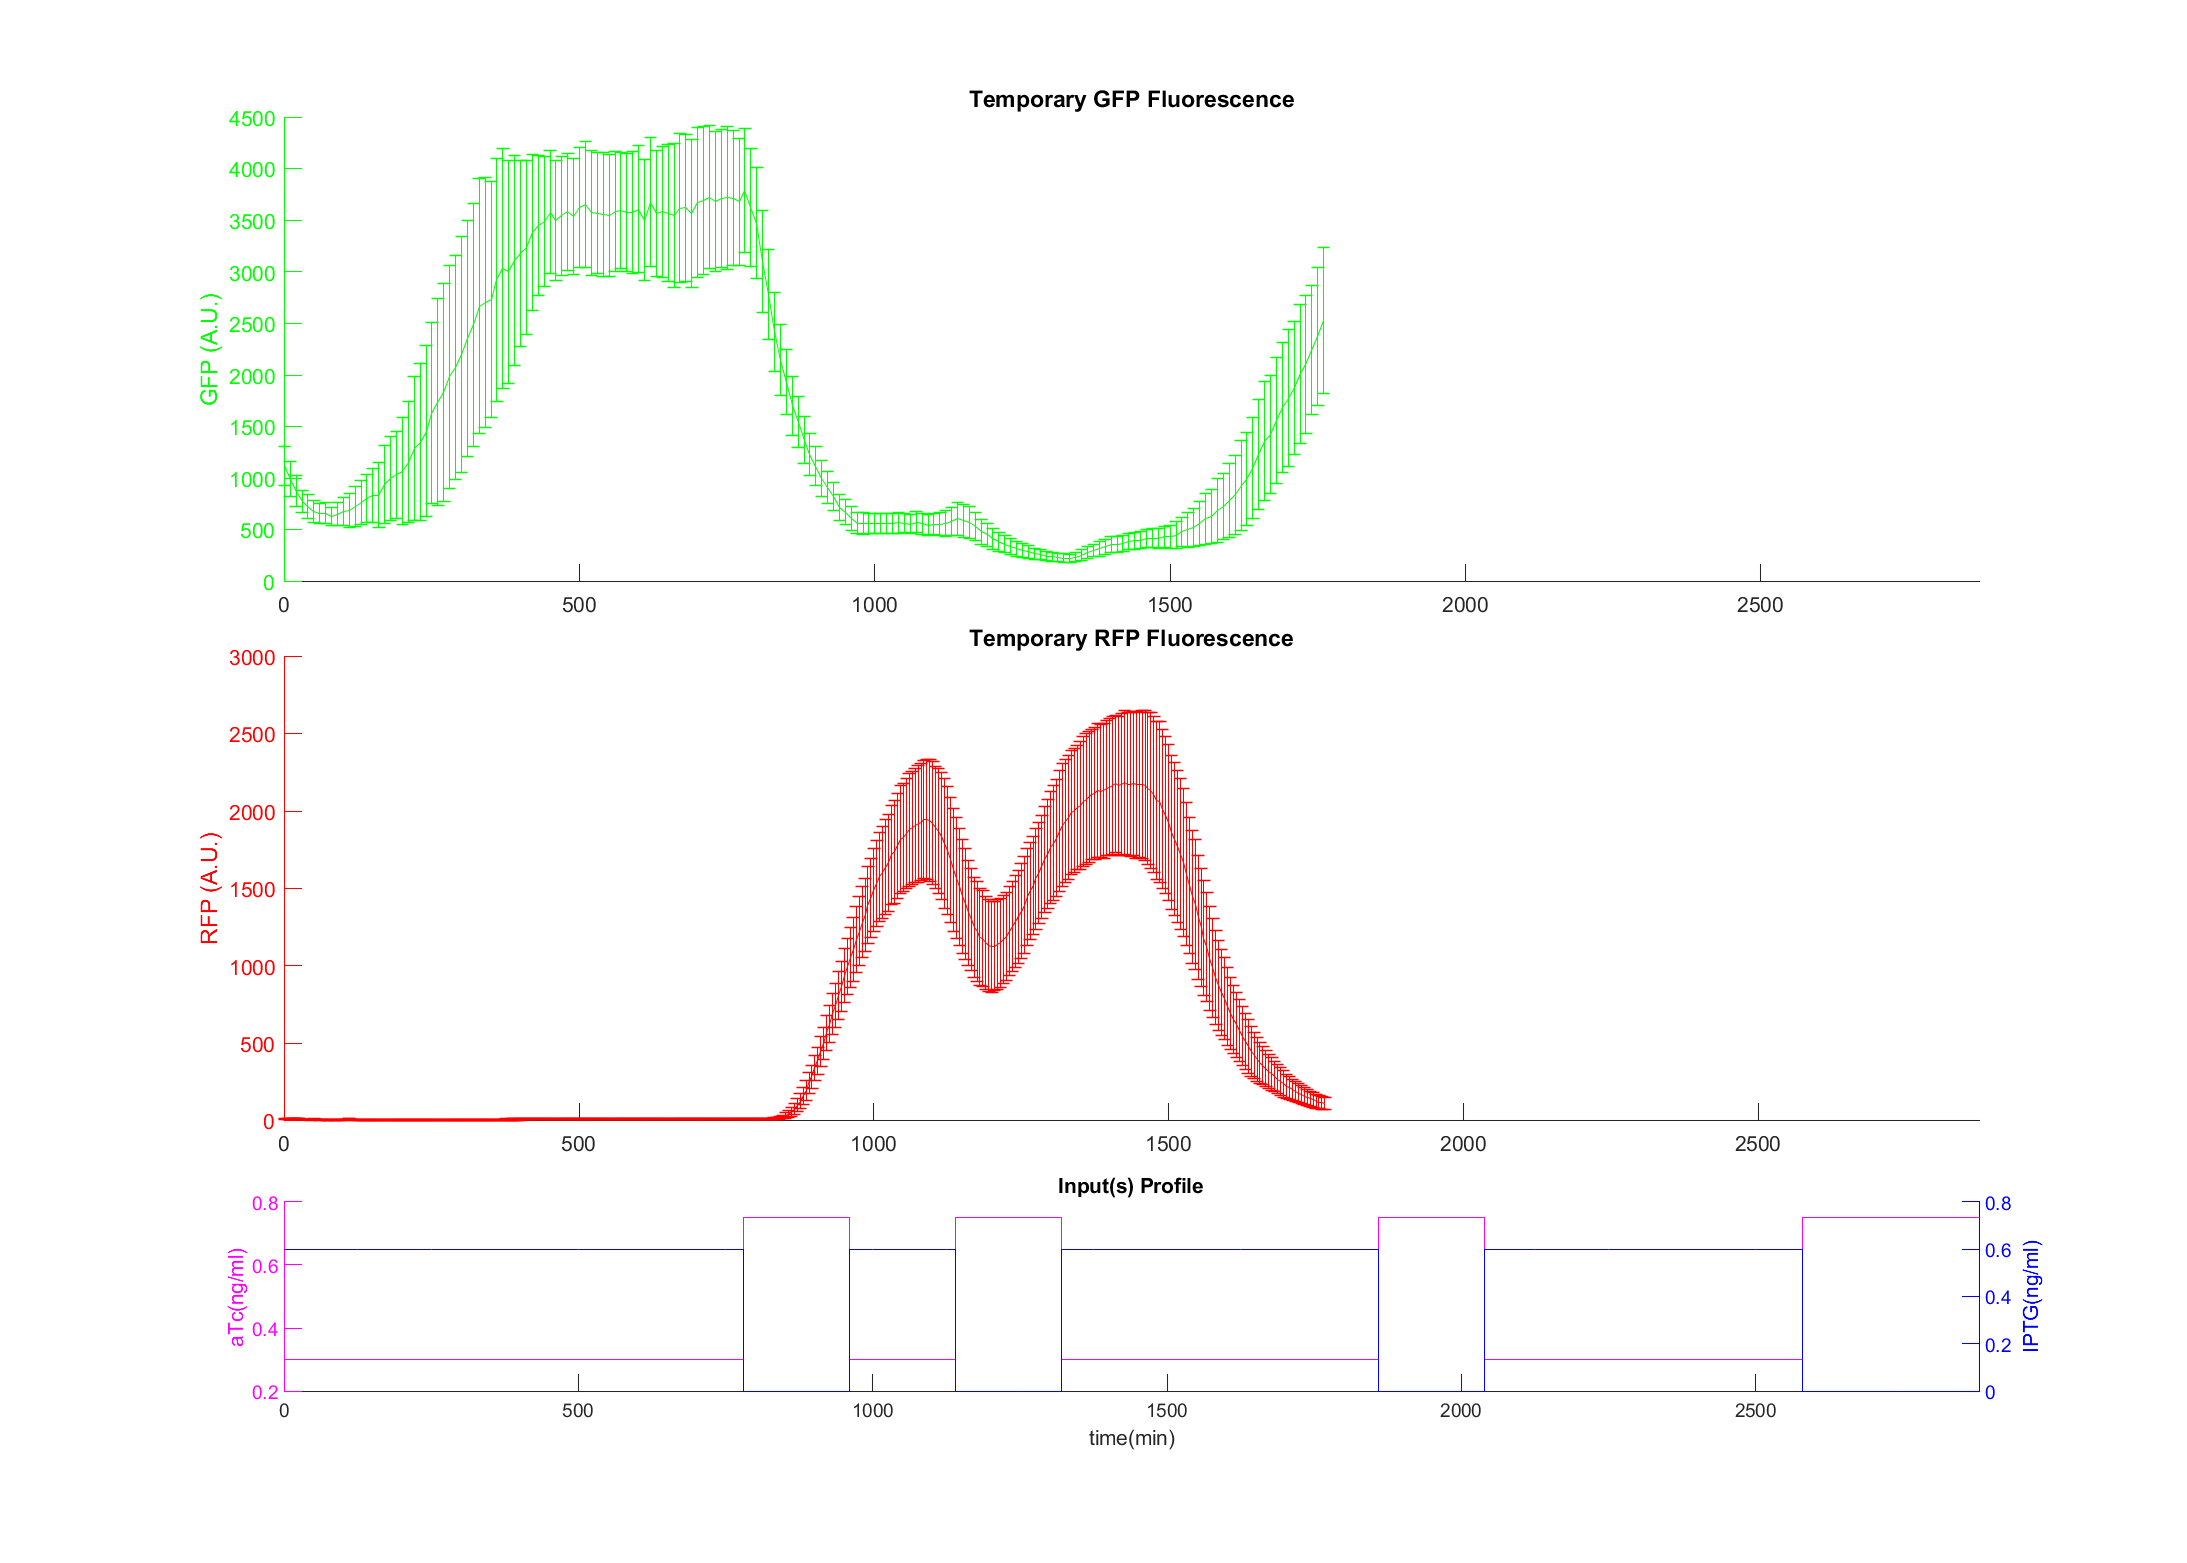 Temporary GFP Fluorescence
4500
4000
3500
3000
2500
2000
1500
1000
500
0
GFP (A.U.)
0 500 1000 1500 2000 2500
Temporary RFP Fluorescence
3000
2500
2000
1500
1000
500
0
RFP (A.U.)
0 500 1000 1500 2000 2500
Input(s) Profile
0.8
0.6
0.4
0.2
aTc(ng/ml)
0.8
0.6
0.4
0.2
0
IPTG(ng/ml)
0 500 1000 1500 2000 2500
time(min)